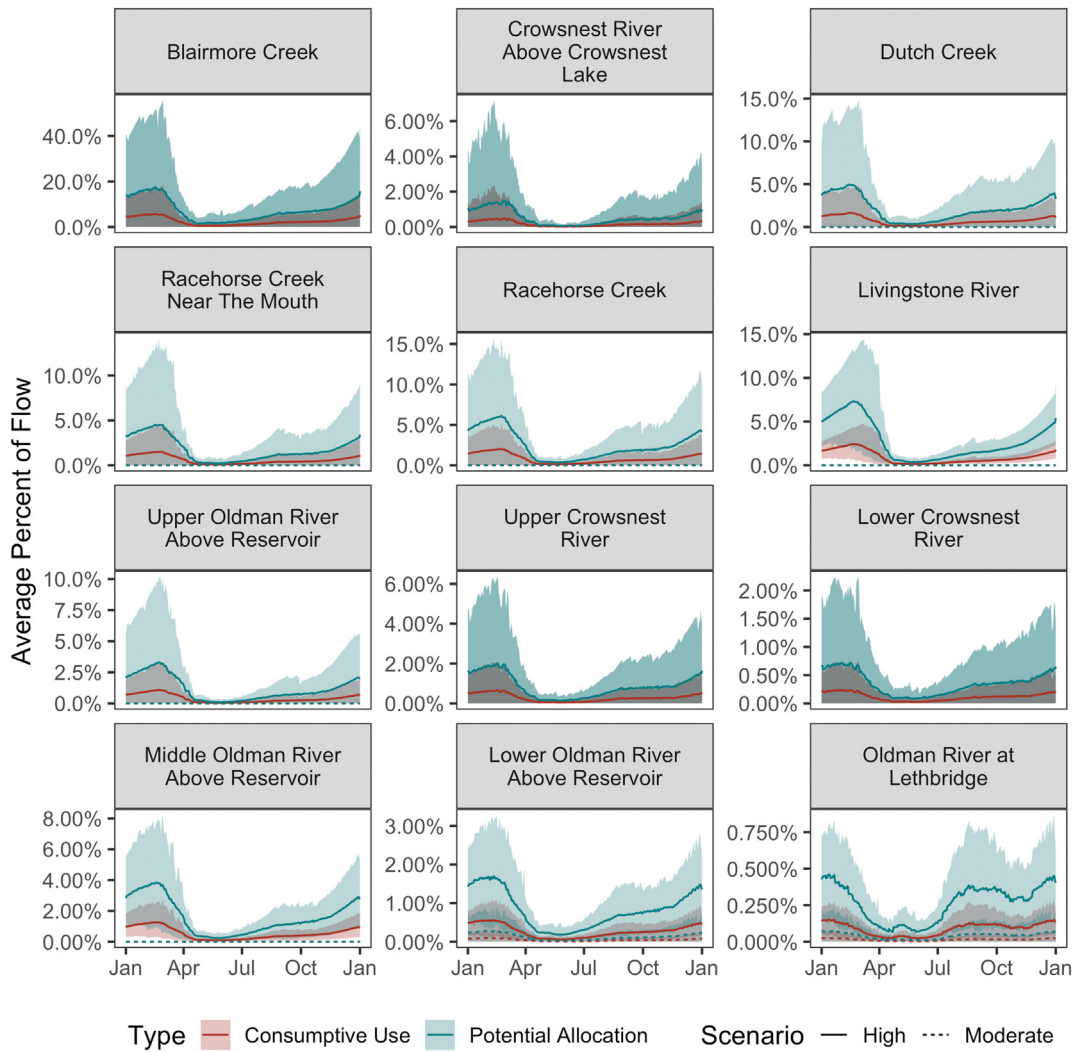 Blairmore Creek
Crowsnest River
Above Crowsnest
Lake
Dutch Creek
40.0%
20.0%
0.0%
6.00%
4.00%
2.00%
0.00%
15.0%
10.0%
5.0%
0.0%
Racehorse Creek
Near The Mouth
Racehorse Creek
Livingstone River
10.0%
5.0%
0.0%
15.0%
10.0%
5.0%
0.0%
15.0%
10.0%
5.0%
0.0%
Average Percent of Flow
Upper Oldman River
Above Reservoir
Upper Crowsnest
River
Lower Crowsnest
River
10.0%
7.5%
5.0%
2.5%
0.0%
6.00%
4.00%
2.00%
0.00%
2.00%
1.50%
1.00%
0.50%
0.00%
Middle Oldman River
Above Reservoir
Lower Oldman River
Above Reservoir
Oldman River at
Lethbridge
8.00%
6.00%
4.00%
2.00%
0.00%
3.00%
2.00%
1.00%
0.00%
0.750%
0.500%
0.250%
0.000%
Jan Apr Jul Oct Jan
Jan Apr Jul Oct Jan
Jan Apr Jul Oct Jan
Type Consumptive Use Potential Allocation Scenario High Moderate